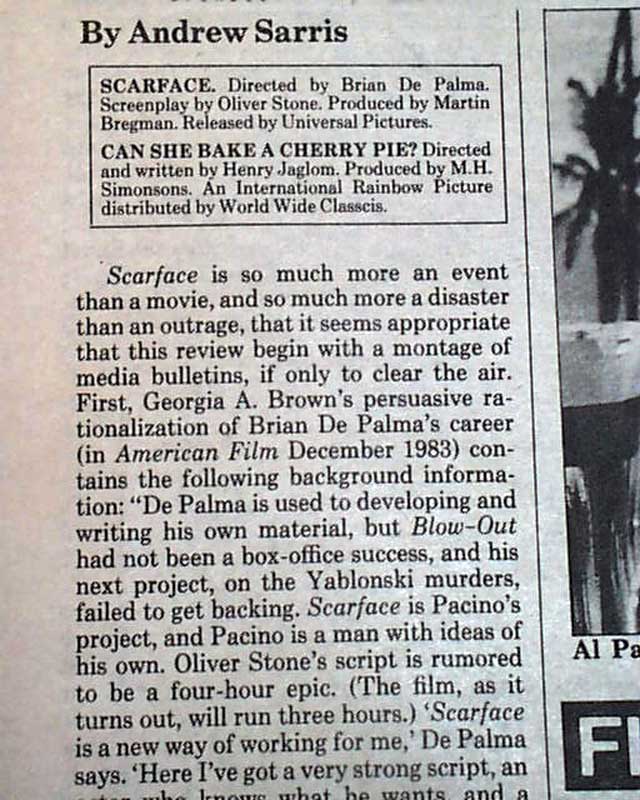 By Andrew Sarris
SCARFACE. Directed by Brian De Palma.
Screenplay by Oliver Stone. Produced by Martin
Bregman. Released by Universal Pictures.
CAN SHE BAKE A CHERRY PIE? Directed
and written by Henry Jaglom. Produced by M.H.
Simonsons. An International Rainbow Picture
distributed by World Wide Classcis.
Scarface is so much more an event
than a movie, and so much more a disaster
than an outrage, that it seems appropriate
that this review begin with a montage of
media bulletins, if only to clear the air.
First, Georgia A. Brown's persuasive ra-
tionalization of Brian De Palma's career
(in American Film December 1983) con-
tains the following background informa-
tion: “De Palma is used to developing and
writing his own material, but Blow-Out
had not been a box-office success, and his
next project, on the Yablonski murders,
failed to get backing. Scarface is Pacino's
project, and Pacino is a man with ideas of
his own. Oliver Stone's script is rumored
to be a four-hour epic. (The film, as it
turns out, will run three hours.) ‘Scarface
is a new way of working for me,’ De Palma
says. ‘Here I've got a very strong script, an
who knows what he wants, and a
Al Pa